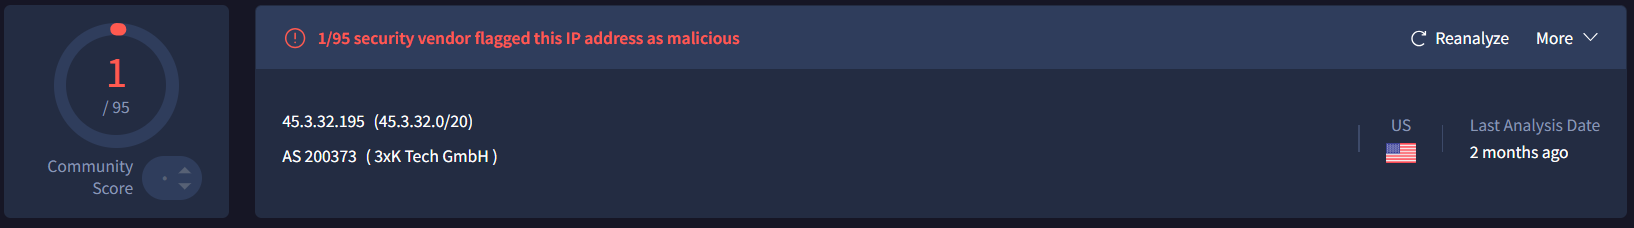 1
/ 95
Community
Score
1/95 security vendor flagged this IP address as malicious
Reanalyze
More
45.3.32.195 (45.3.32.0/20)
AS 200373 ( 3xK Tech GmbH )
US
Last Analysis Date
2 months ago